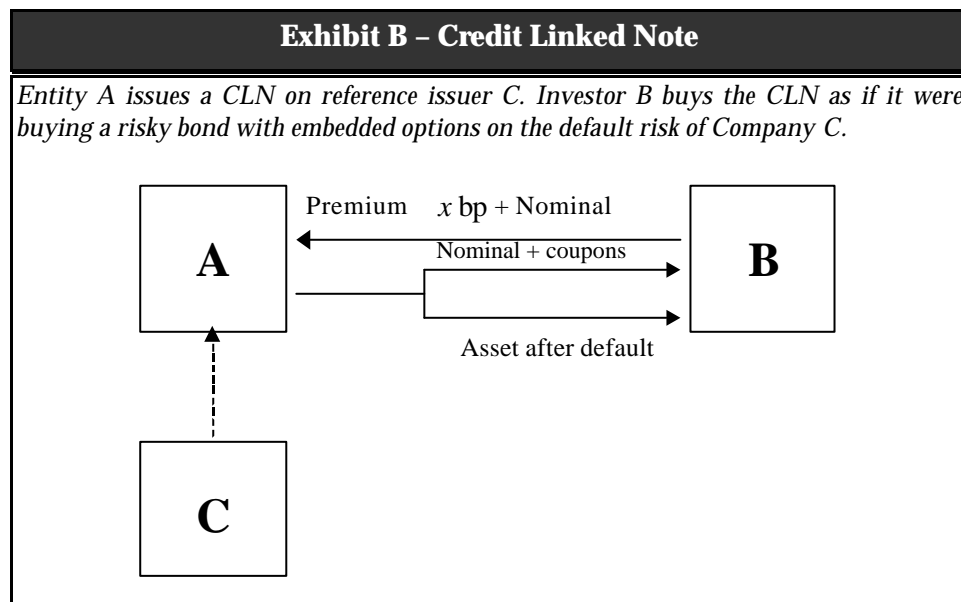 Exhibit B – Credit Linked Note
Entity A issues a CLN on reference issuer C. Investor B buys the CLN as if it were
buying a risky bond with embedded options on the default risk of Company C.
Premium x bp + Nominal
A
Nominal + coupons
B
Asset after default
C